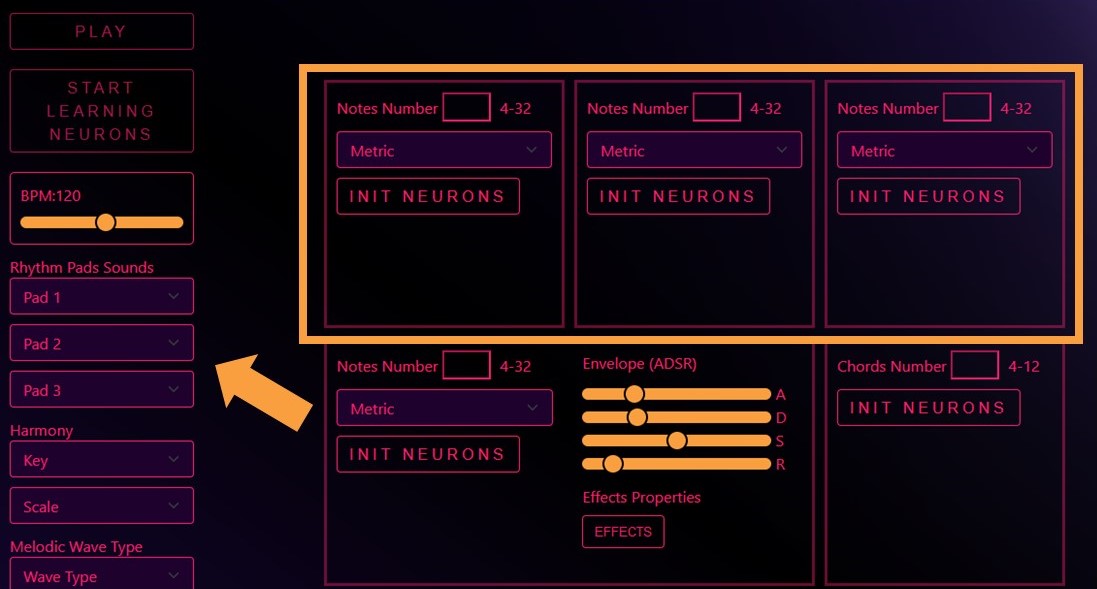 PLAY
START
LEARNING
NEURONS
BPM:120
Rhythm Pads Sounds
Pad 1
Pad 2
Pad 3
Harmony
Key
Scale
Melodic Wave Type
Wave Type
Notes Number 4-32
Metric
INIT NEURONS
Notes Number 4-32
Metric
INIT NEURONS
Notes Number 4-32
Metric
INIT NEURONS
Notes Number 4-32
Metric
INIT NEURONS
Envelope (ADSR)
A
D
S
R
Effects Properties
EFFECTS
Chords Number 4-12
INIT NEURONS